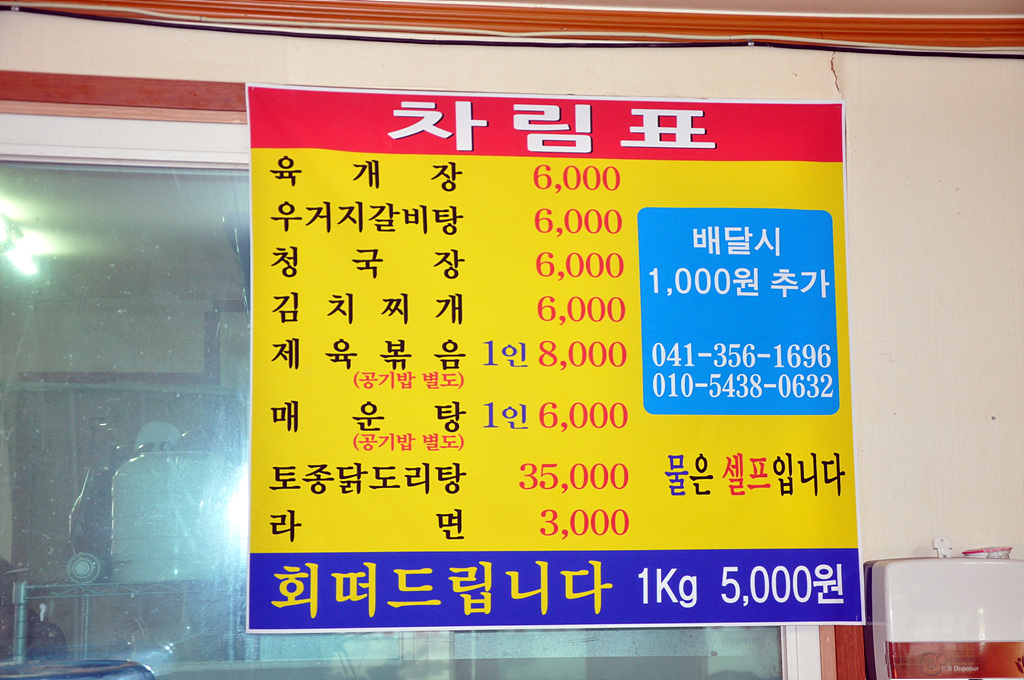 차림표
육개장 6,000
우거지갈비탕 6,000
청국장 6,000
김치찌개 6,000
제육볶음 1인 8,000
(공기밥 별도)
매운탕 1인 6,000
(공기밥 별도)
토종닭도리탕 35,000
라면 3,000
배달시
1,000원 추가
041-356-1696
010-5438-0632
물은 셀프입니다
회떠드립니다 1Kg 5,000원
Dispenser